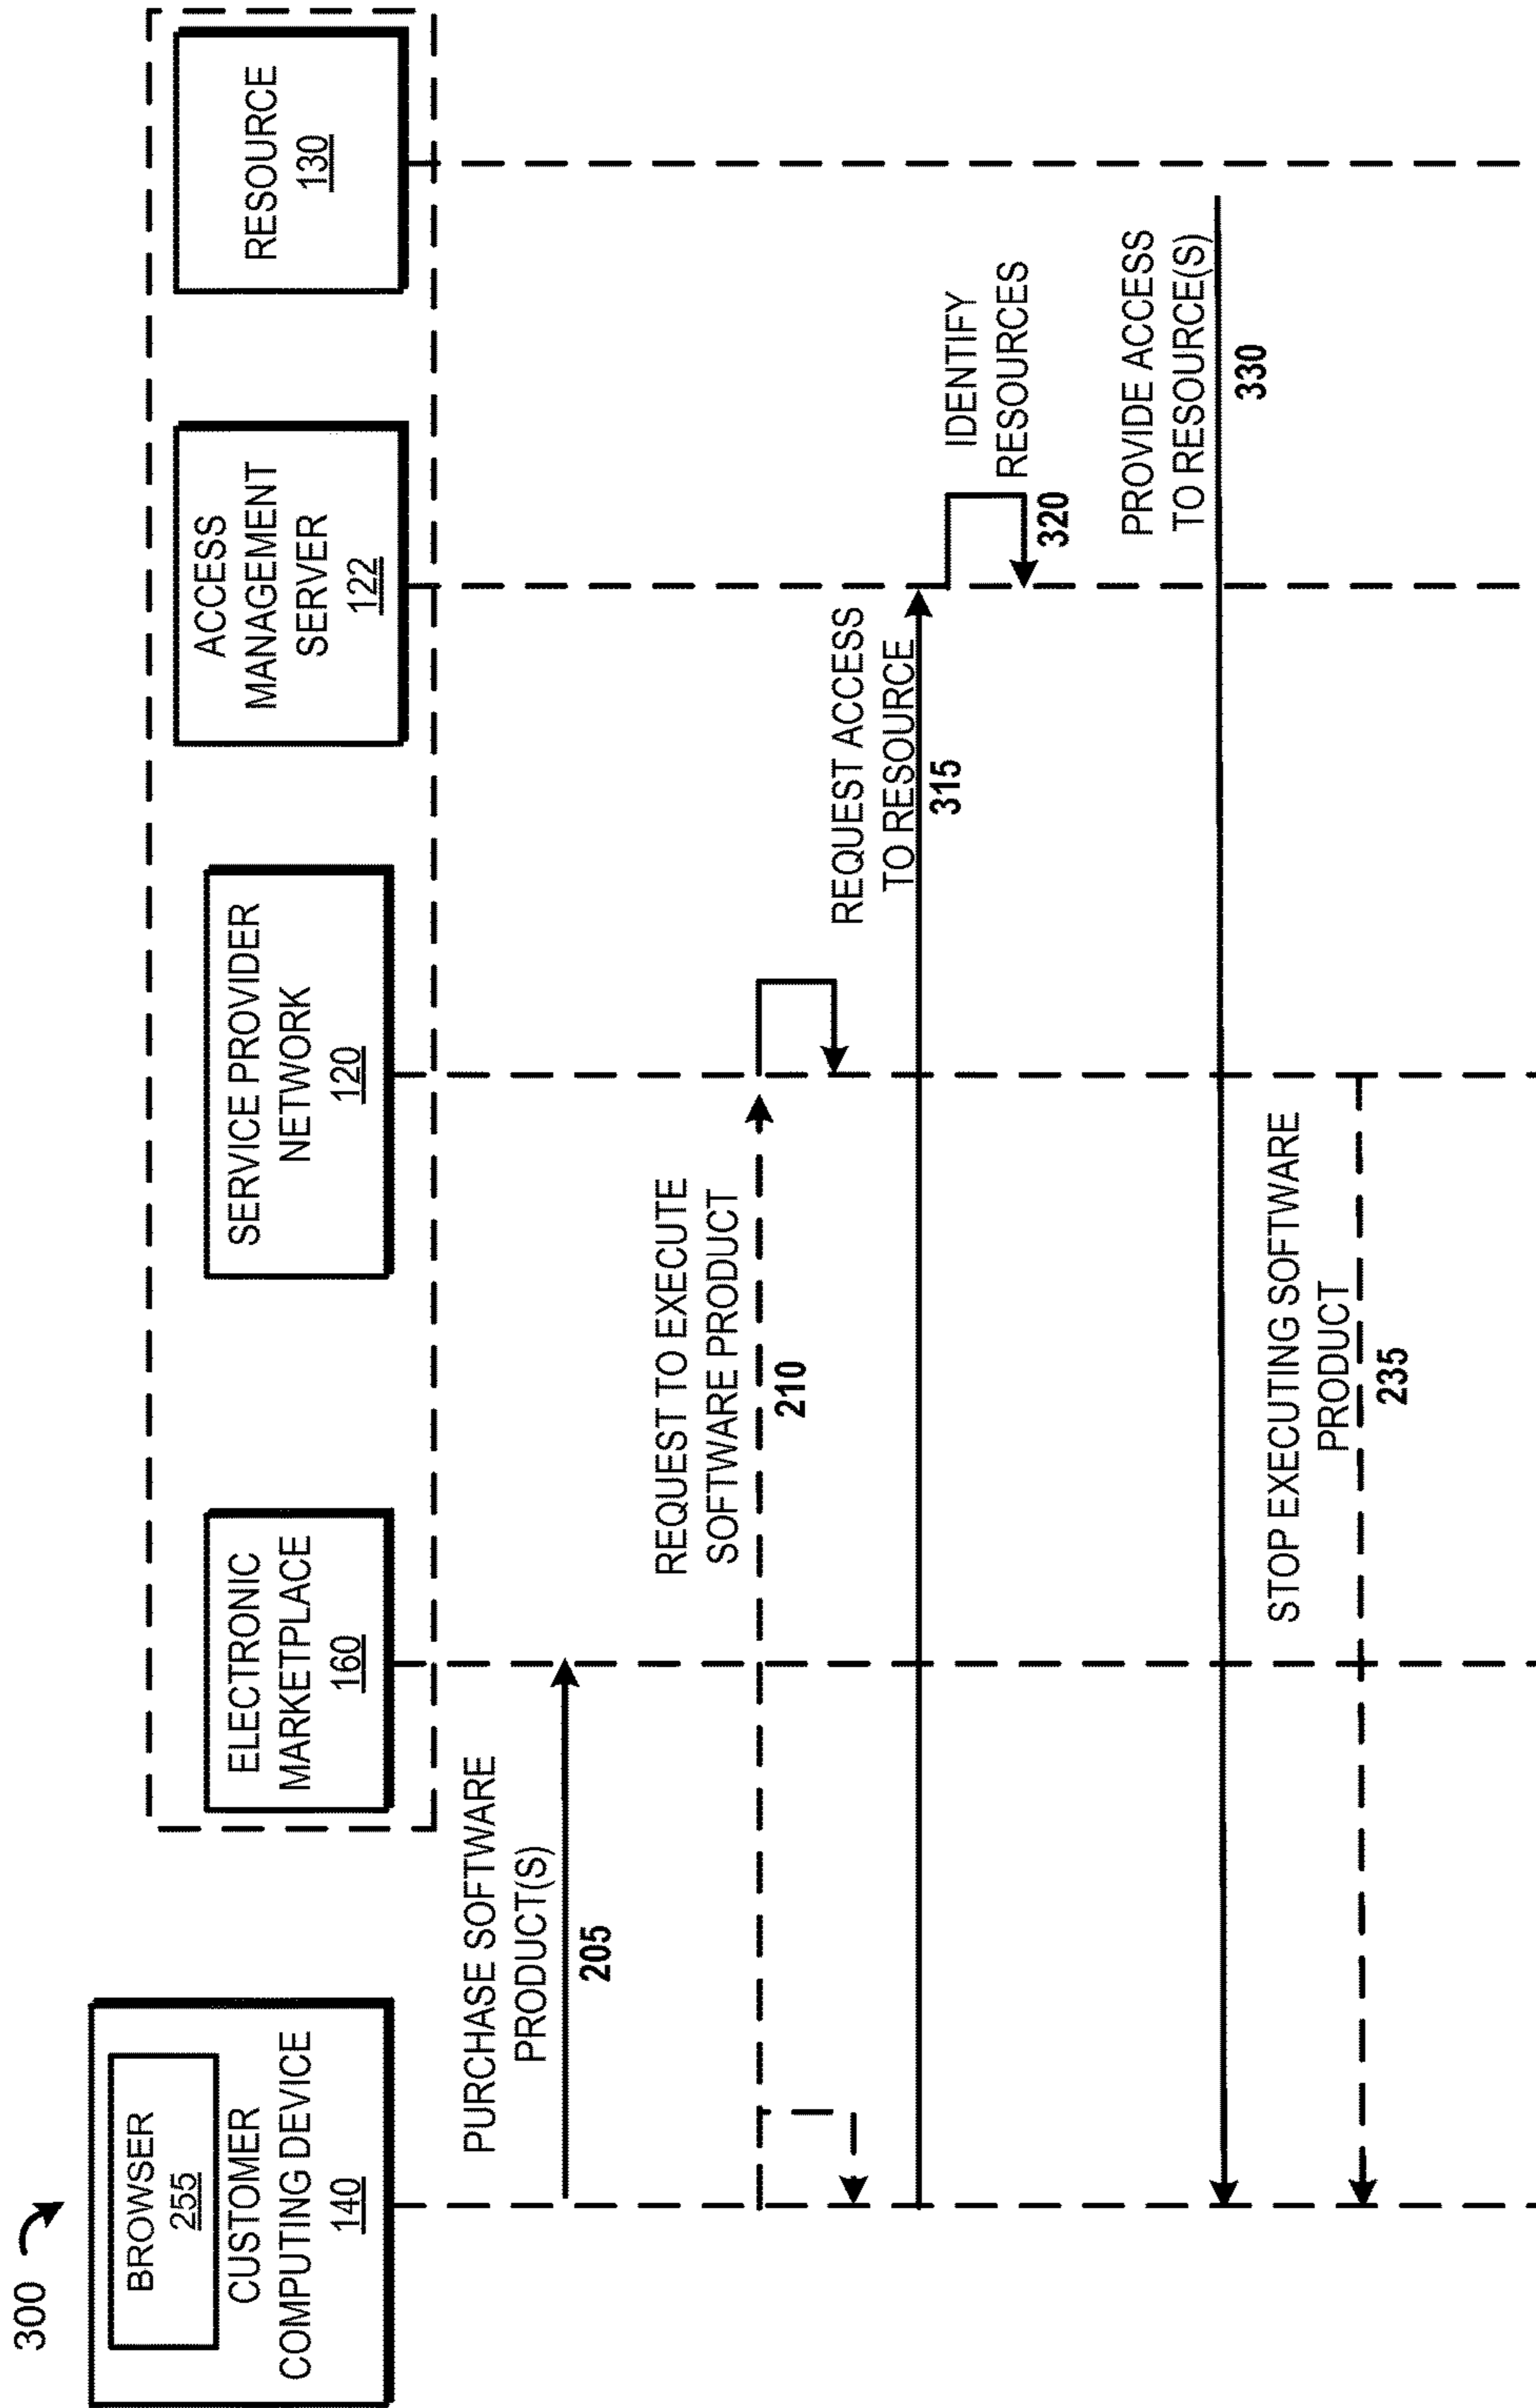 300
BROWSER
255
CUSTOMER
COMPUTING DEVICE
140
ELECTRONIC
MARKETPLACE
160
SERVICE PROVIDER
NETWORK
120
ACCESS
MANAGEMENT
SERVER
122
RESOURCE
130
PURCHASE SOFTWARE
PRODUCT(S)
205
REQUEST TO EXECUTE
SOFTWARE PRODUCT
210
REQUEST ACCESS
TO RESOURCE
315
IDENTIFY
RESOURCES
320
PROVIDE ACCESS
TO RESOURCE(S)
330
STOP EXECUTING SOFTWARE
PRODUCT
235